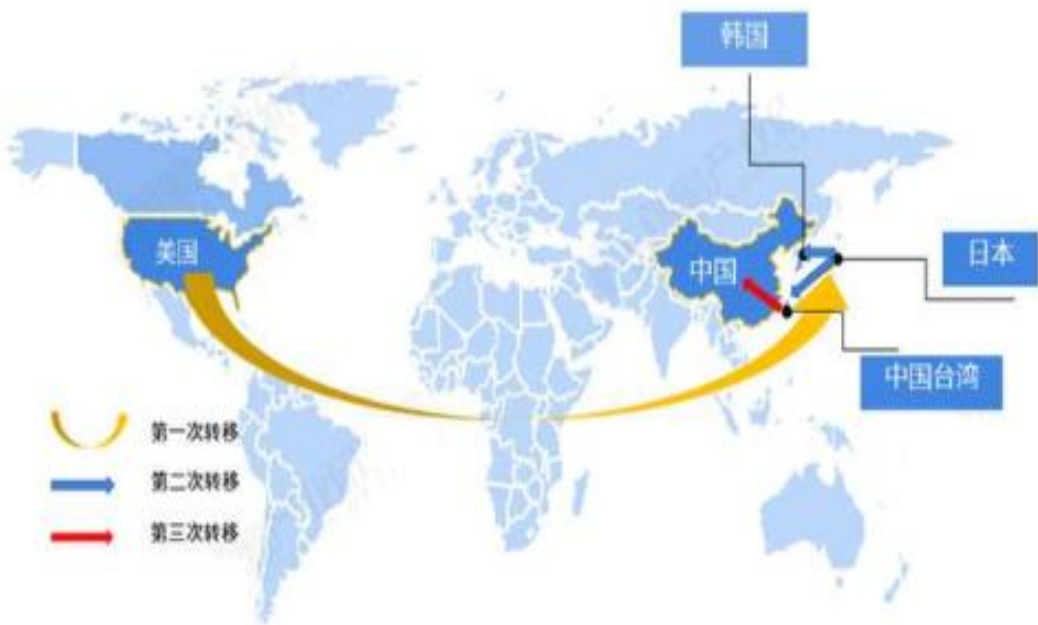 韩国
美国
中国
日本
中国台湾
第一次转移
第二次转移
第三次转移